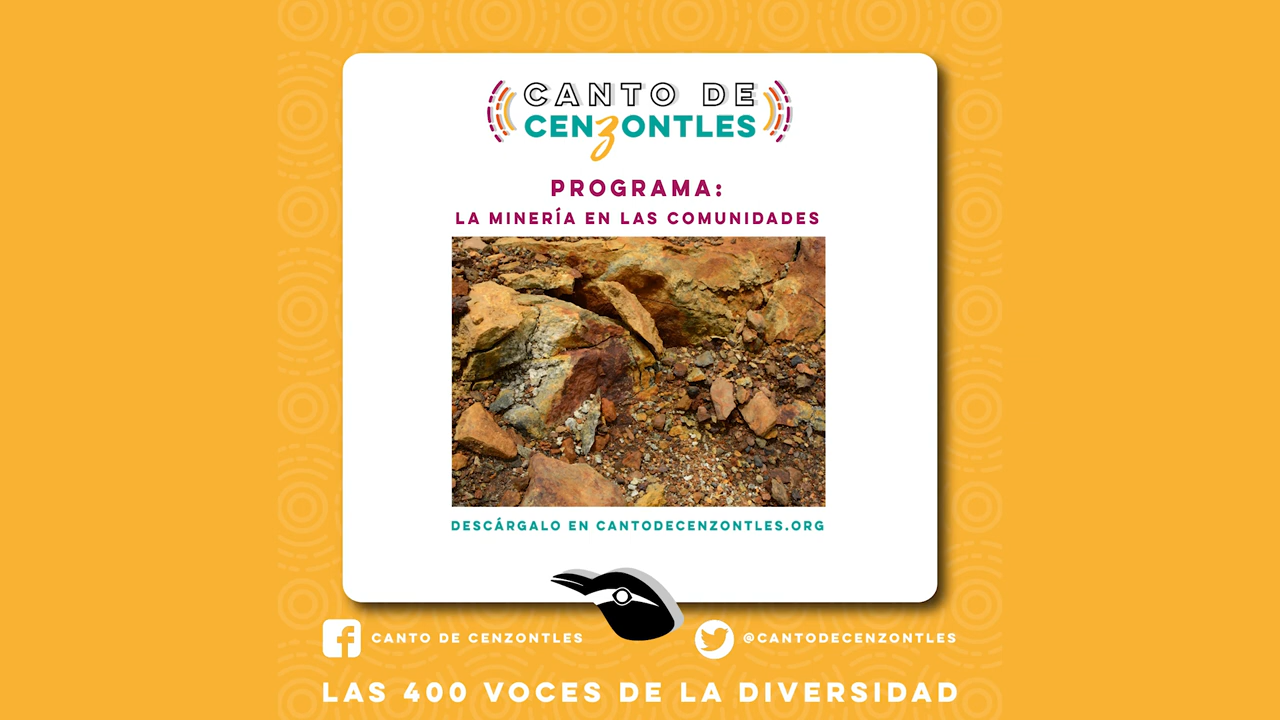 CANTO DE
CENZONTLES
PROGRAMA:
LA MINERÍA EN LAS COMUNIDADES
DESCÁRGALO EN CANTODECENZONTLES.ORG
CANTO DE CENZONTLES
@CANTODECENZONTLES
LAS 400 VOCES DE LA DIVERSIDAD